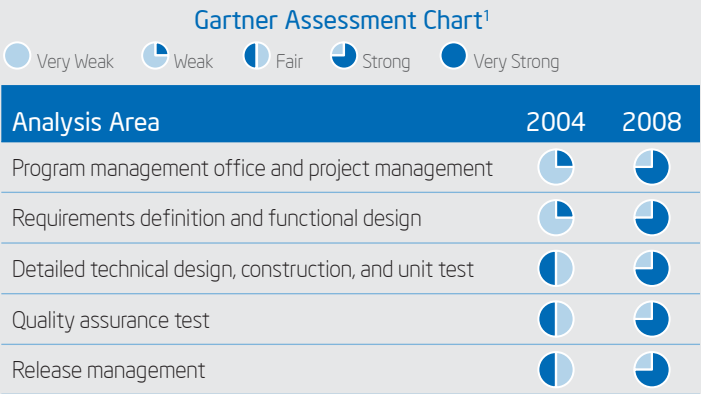 Gartner Assessment Chart¹
Very Weak Weak Fair Strong Very Strong
Analysis Area 2004 2008
Program management office and project management
Requirements definition and functional design
Detailed technical design, construction, and unit test
Quality assurance test
Release management